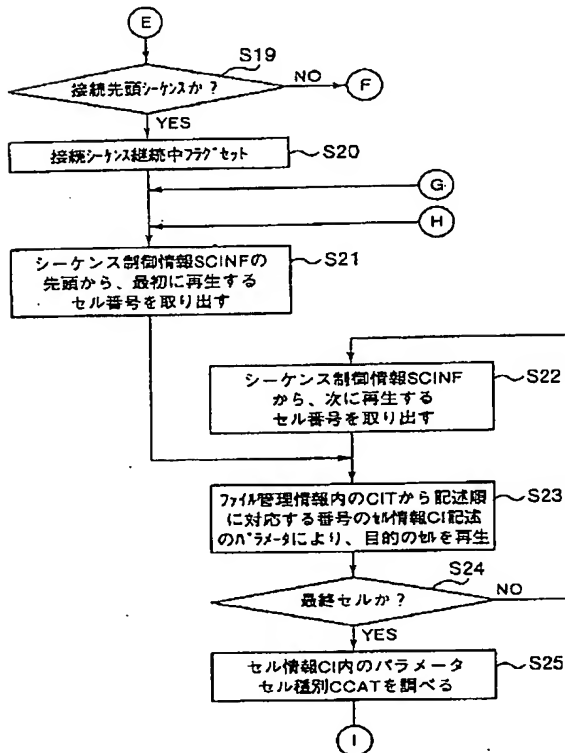 E
S19
接続先頭シーケンスか?
NO
F
YES
接続シーケンス継続中フラグセット
S20
G
H
シーケンス制御情報SCINFの
先頭から、最初に再生する
セル番号を取り出す
S21
シーケンス制御情報SCINF
から、次に再生する
セル番号を取り出す
S22
ファイル管理情報内のCITから記述順
に対応する番号のセル情報CI記述
のパラメータにより、目的のセルを再生
S23
S24
最終セルか?
NO
YES
セル情報CI内のパラメータ
セル種別CCATを調べる
S25
I